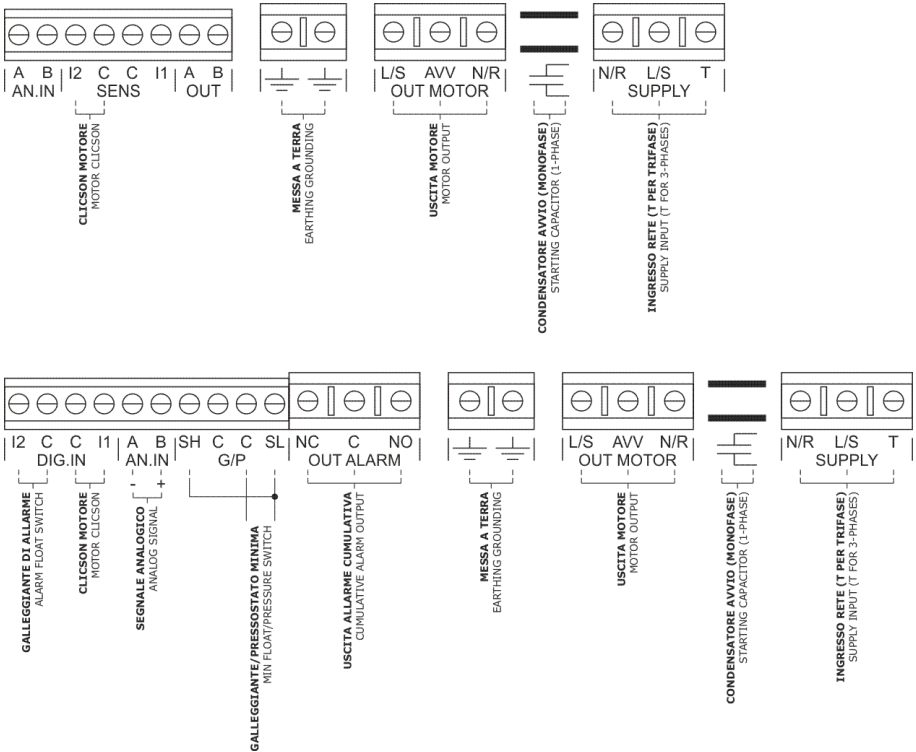 A B I2 C C I1 A B
AN.IN SENS OUT
L/S AVV N/R
OUT MOTOR
N/R L/S T
SUPPLY
CLICSON MOTORE
MOTOR CLICSON
MESSA A TERRA
EARTHING GROUNDING
USCITA MOTORE
MOTOR OUTPUT
CONDENSATORE AVVIO (MONOFASE)
STARTING CAPACITOR (1-PHASE)
INGRESSO RETE (T PER TRIFASE)
SUPPLY INPUT (T FOR 3-PHASES)
I2 C C I1 A B SH C C SL NC C NO
DIG.IN AN.IN G/P OUT ALARM
- +
L/S AVV N/R
OUT MOTOR
N/R L/S T
SUPPLY
GALLEGGIANTE DI ALLARME
ALARM FLOAT SWITCH
CLICSON MOTORE
MOTOR CLICSON
SEGNALE ANALOGICO
ANALOG SIGNAL
GALLEGGIANTE/PRESSOSTATO MINIMA
MIN FLOAT/PRESSURE SWITCH
USCITA ALLARME CUMULATIVA
CUMULATIVE ALARM OUTPUT
MESSA A TERRA
EARTHING GROUNDING
USCITA MOTORE
MOTOR OUTPUT
CONDENSATORE AVVIO (MONOFASE)
STARTING CAPACITOR (1-PHASE)
INGRESSO RETE (T PER TRIFASE)
SUPPLY INPUT (T FOR 3-PHASES)